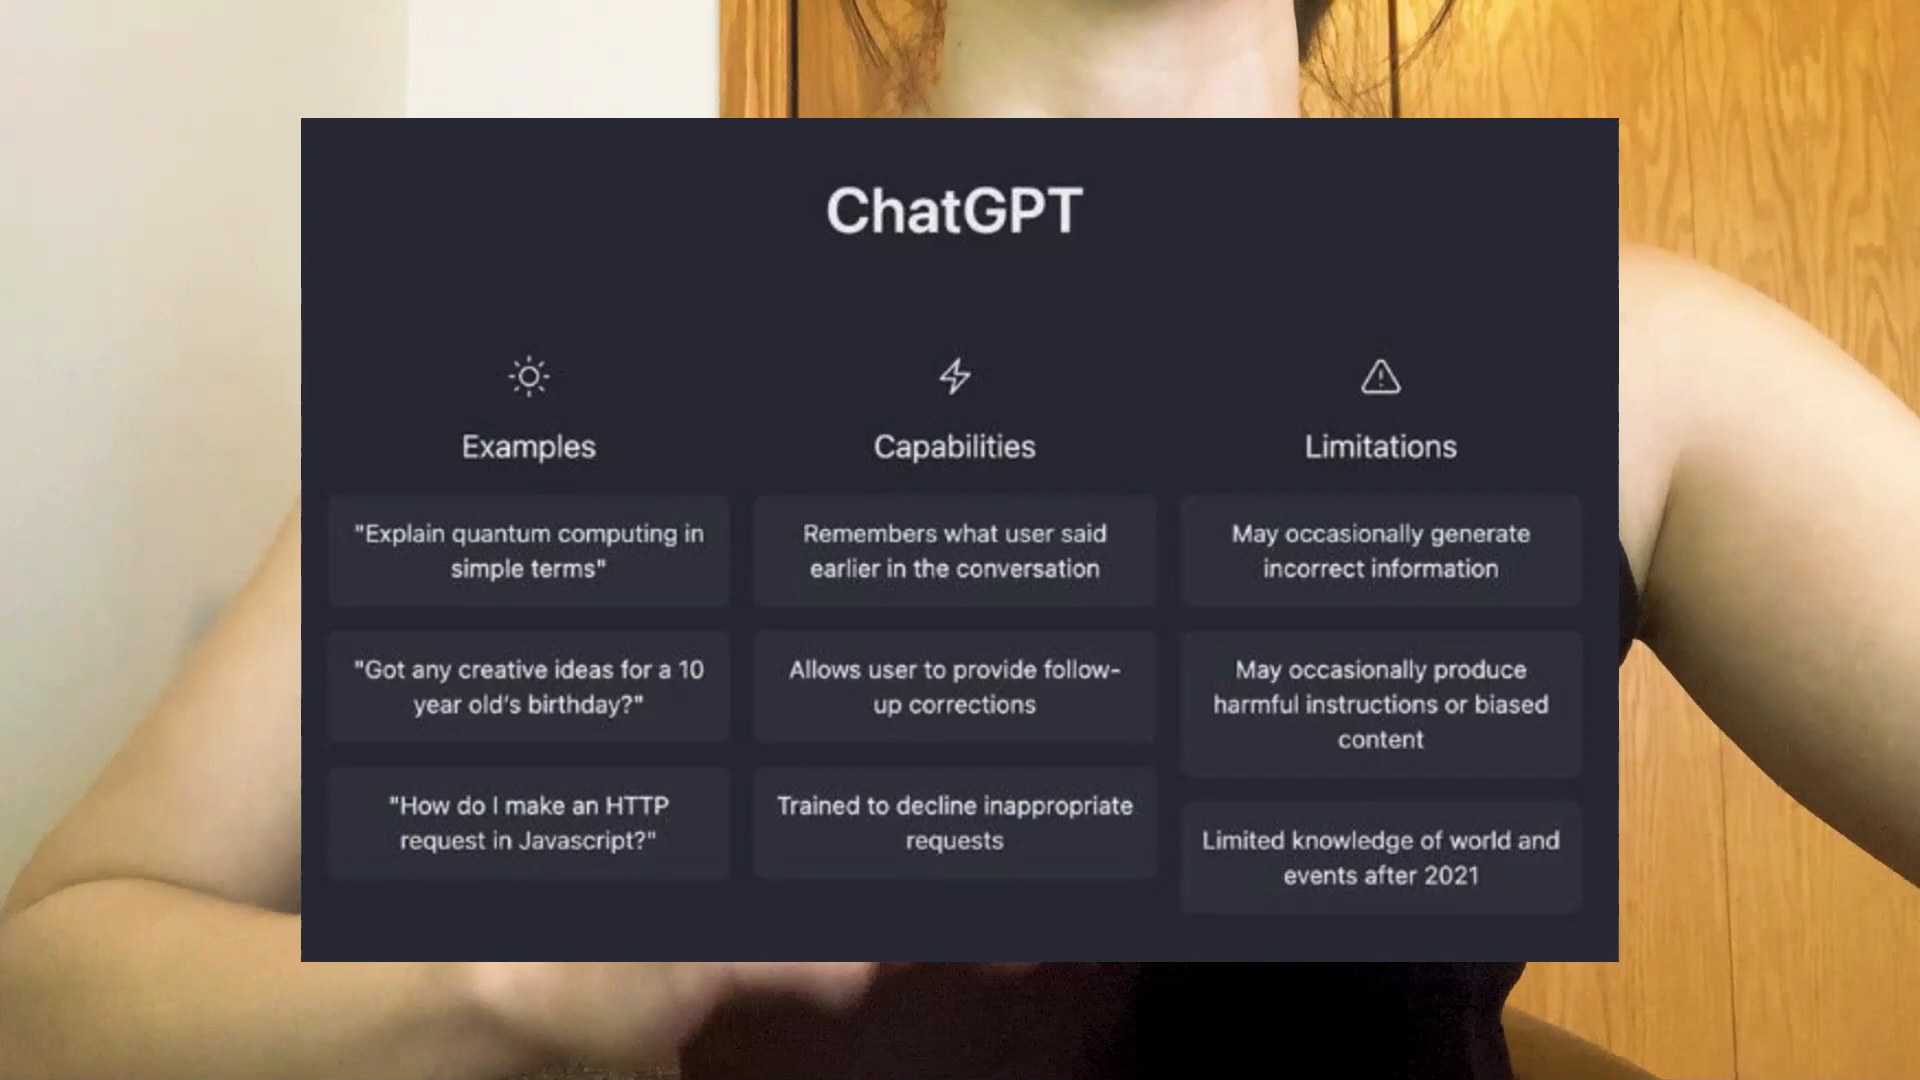 ChatGPT
Examples
"Explain quantum computing in
simple terms"
"Got any creative ideas for a 10
year old's birthday?"
"How do I make an HTTP
request in Javascript?"
Capabilities
Remembers what user said
earlier in the conversation
Allows user to provide follow-
up corrections
Trained to decline inappropriate
requests
Limitations
May occasionally generate
incorrect information
May occasionally produce
harmful instructions or biased
content
Limited knowledge of world and
events after 2021